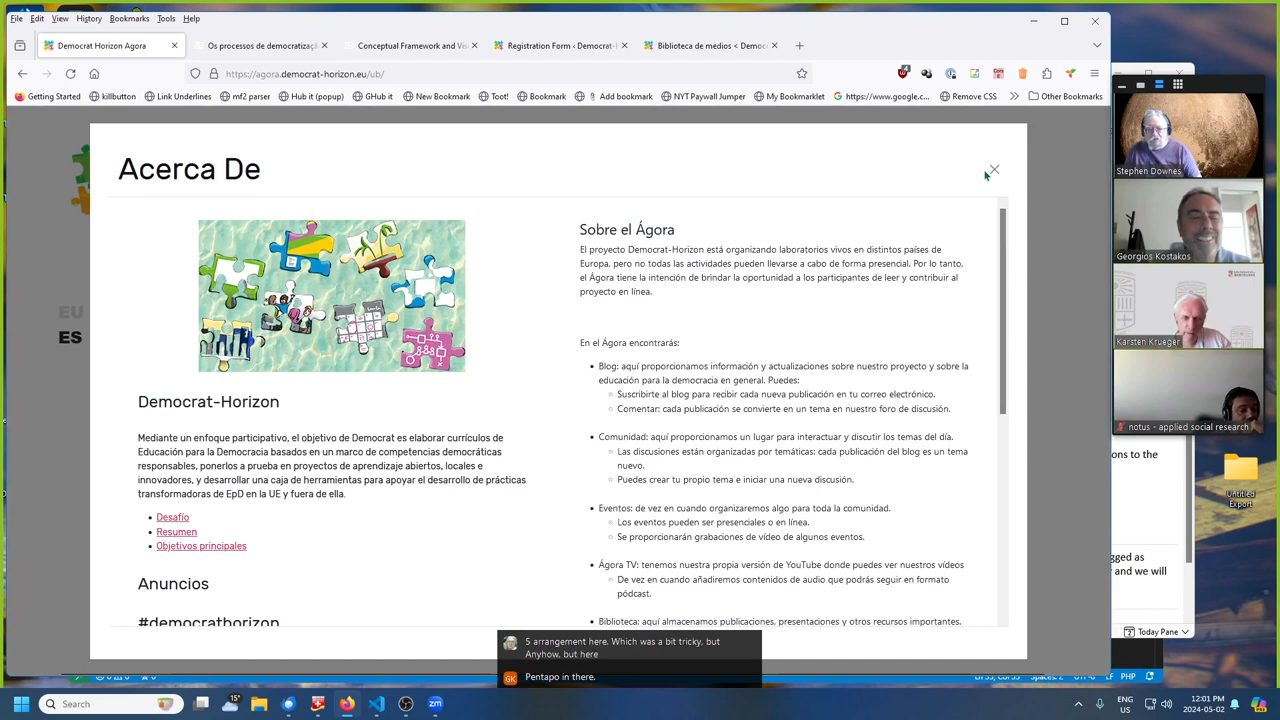 File Edit View History Bookmarks Tools Help
Democrat Horizon Agora
Os processos de democratizaç
Conceptual Framework and Vi
Registration Form ‹ Democrat-H
Biblioteca de medios < Democ
https://agora.democrat-horizon.eu/ub/
4
Getting Started killbutton Link Underlines mf2 parser Hub it (popup) GHub it New Bookmark Toot! Bookmark Add bookmark NYT Paywall Jumper My Bookmarklet https://www.google.c... Remove CSS Other Bookmarks
Acerca De
EU
ES
Democrat-Horizon
Mediante un enfoque participativo, el objetivo de Democrat es elaborar currículos de
Educación para la Democracia basados en un marco de competencias democráticas
responsables, ponerlos a prueba en proyectos de aprendizaje abiertos, locales e
innovadores, y desarrollar una caja de herramientas para apoyar el desarrollo de prácticas
transformadoras de EpD en la UE y fuera de ella.
Desafío
Resumen
Objetivos principales
Anuncios
#democrathorizon
Sobre el Ágora
El proyecto Democrat-Horizon está organizando laboratorios vivos en distintos países de
Europa, pero no todas las actividades pueden llevarse a cabo de forma presencial. Por lo tanto,
el Ágora tiene la intención de brindar la oportunidad a los participantes de leer y contribuir al
proyecto en línea.
En el Ágora encontrarás:
Blog: aquí proporcionamos información y actualizaciones sobre nuestro proyecto y sobre la
educación para la democracia en general. Puedes:
Suscribirte al blog para recibir cada nueva publicación en tu correo electrónico.
Comentar: cada publicación se convierte en un tema en nuestro foro de discusión.
Comunidad: aquí proporcionamos un lugar para interactuar y discutir los temas del día.
Las discusiones están organizadas por temáticas: cada publicación del blog es un tema
nuevo.
Puedes crear tu propio tema e iniciar una nueva discusión.
Eventos: de vez en cuando organizaremos algo para toda la comunidad.
Los eventos pueden ser presenciales o en línea.
Se proporcionarán grabaciones de vídeo de algunos eventos.
Ágora TV: tenemos nuestra propia versión de YouTube donde puedes ver nuestros vídeos
De vez en cuando añadiremos contenidos de audio que podrás seguir en formato
pódcast.
Biblioteca: aquí almacenamos publicaciones, presentaciones y otros recursos importantes.
Stephen Downes
Georgios Kostakos
Karsten Krueger
notus - applied social research
ons to the
Untitled
Export
gged as
and we will
Today Pane
5 arrangement here. Which was a bit tricky, but
Anyhow, but here
GK Pentapo in there.
UTF-8 LF PHP
Search
15°
ENG
US
12:01 PM
2024-05-02